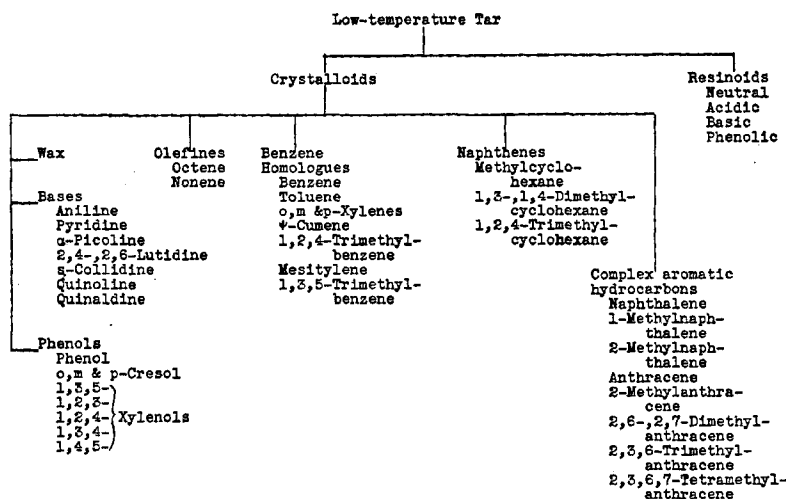 Low-temperature Tar
Crystalloids
Resinoids
Neutral
Acidic
Basic
Phenolic
Wax
Bases
Aniline
Pyridine
α-Picoline
2,4-,2,6-Lutidine
s-Collidine
Quinoline
Quinaldine
Phenols
Phenol
o,m & p-Cresol
1,3,5-
1,2,3-
1,2,4-
1,3,4-
1,4,5-
Xylenols
Olefines
Octene
Nonene
Benzene
Homologues
Benzene
Toluene
o,m &p-Xylenes
ψ-Cumene
1,2,4-Trimethyl-
benzene
Mesitylene
1,3,5-Trimethyl-
benzene
Naphthenes
Methylcyclo-
hexane
1,3-,1,4-Dimethyl-
cyclohexane
1,2,4-Trimethyl-
cyclohexane
Complex aromatic
hydrocarbons
Naphthalene
1-Methylnaph-
thalene
2-Methylnaph-
thalene
Anthracene
2-Methylanthra-
cene
2,6-,2,7-Dimethyl-
anthracene
2,3,6-Trimethyl-
anthracene
2,3,6,7-Tetramethyl-
anthracene